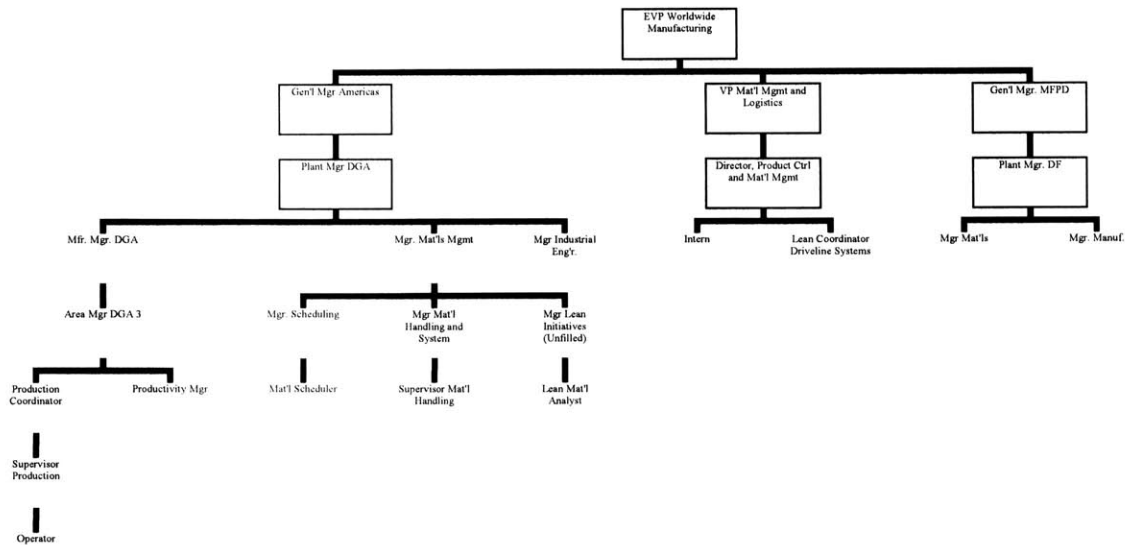 EVP Worldwide
Manufacturing
Gen'l Mgr Americas
VP Mat'l Mgmt and
Logistics
Gen'l Mgr. MFPD
Plant Mgr DGA
Director, Product Ctrl
and Mat'l Mgmt
Plant Mgr. DF
Mfr. Mgr. DGA
Mgr. Mat'ls Mgmt
Mgr Industrial
Eng'r.
Intern
Lean Coordinator
Driveline Systems
Mgr Mat'ls
Mgr. Manuf.
Area Mgr DGA 3
Mgr. Scheduling
Mgr Mat'l
Handling and
System
Mgr Lean
Initiatives
(Unfilled)
Production
Coordinator
Productivity Mgr
Mat'l Scheduler
Supervisor Mat'l
Handling
Lean Mat'l
Analyst
Supervisor
Production
Operator